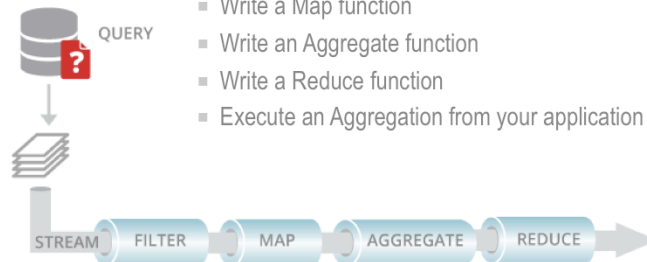 Write a Map function
QUERY
Write an Aggregate function
?
Write a Reduce function
Execute an Aggregation from your application
STREAM FILTER MAP AGGREGATE REDUCE